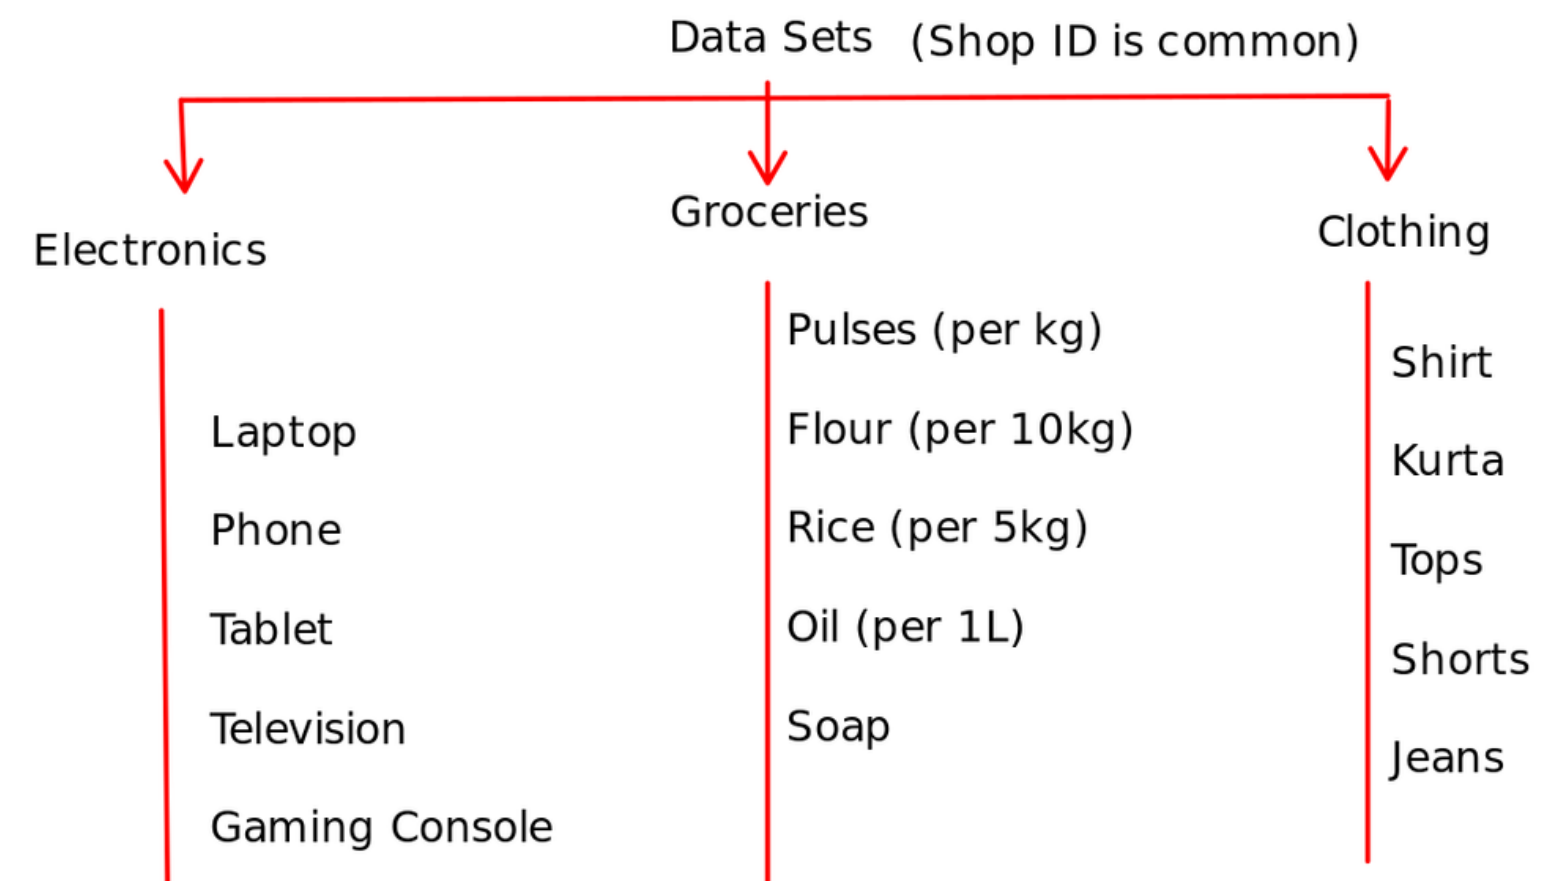 Data Sets (Shop ID is common)
Electronics
Laptop
Phone
Tablet
Television
Gaming Console
Groceries
Pulses (per kg)
Flour (per 10kg)
Rice (per 5kg)
Oil (per 1L)
Soap
Clothing
Shirt
Kurta
Tops
Shorts
Jeans